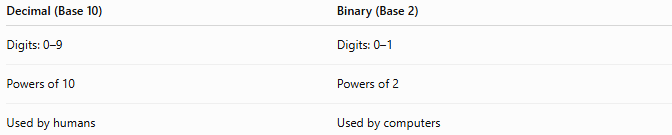 Decimal (Base 10) Binary (Base 2)
Digits: 0–9 Digits: 0–1
Powers of 10 Powers of 2
Used by humans Used by computers